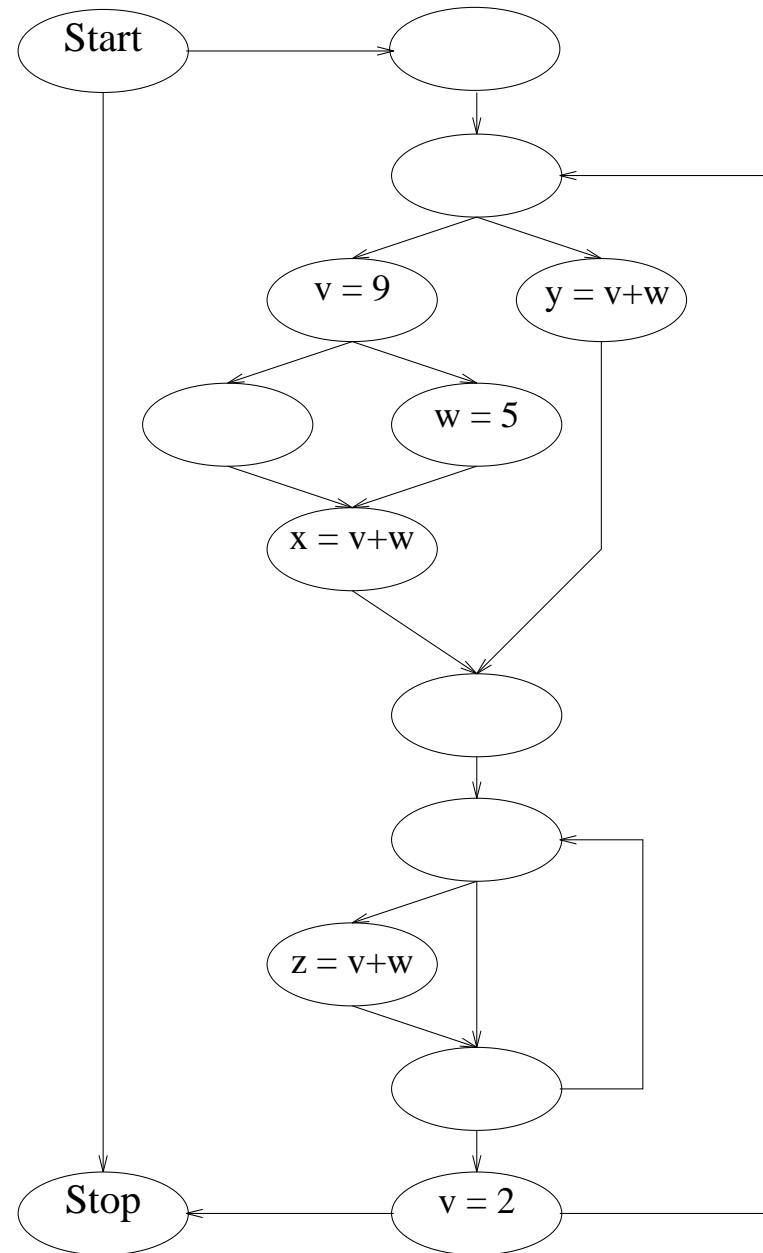 Start
v = 9
y = v+w
w = 5
x = v+w
z = v+w
Stop
v = 2